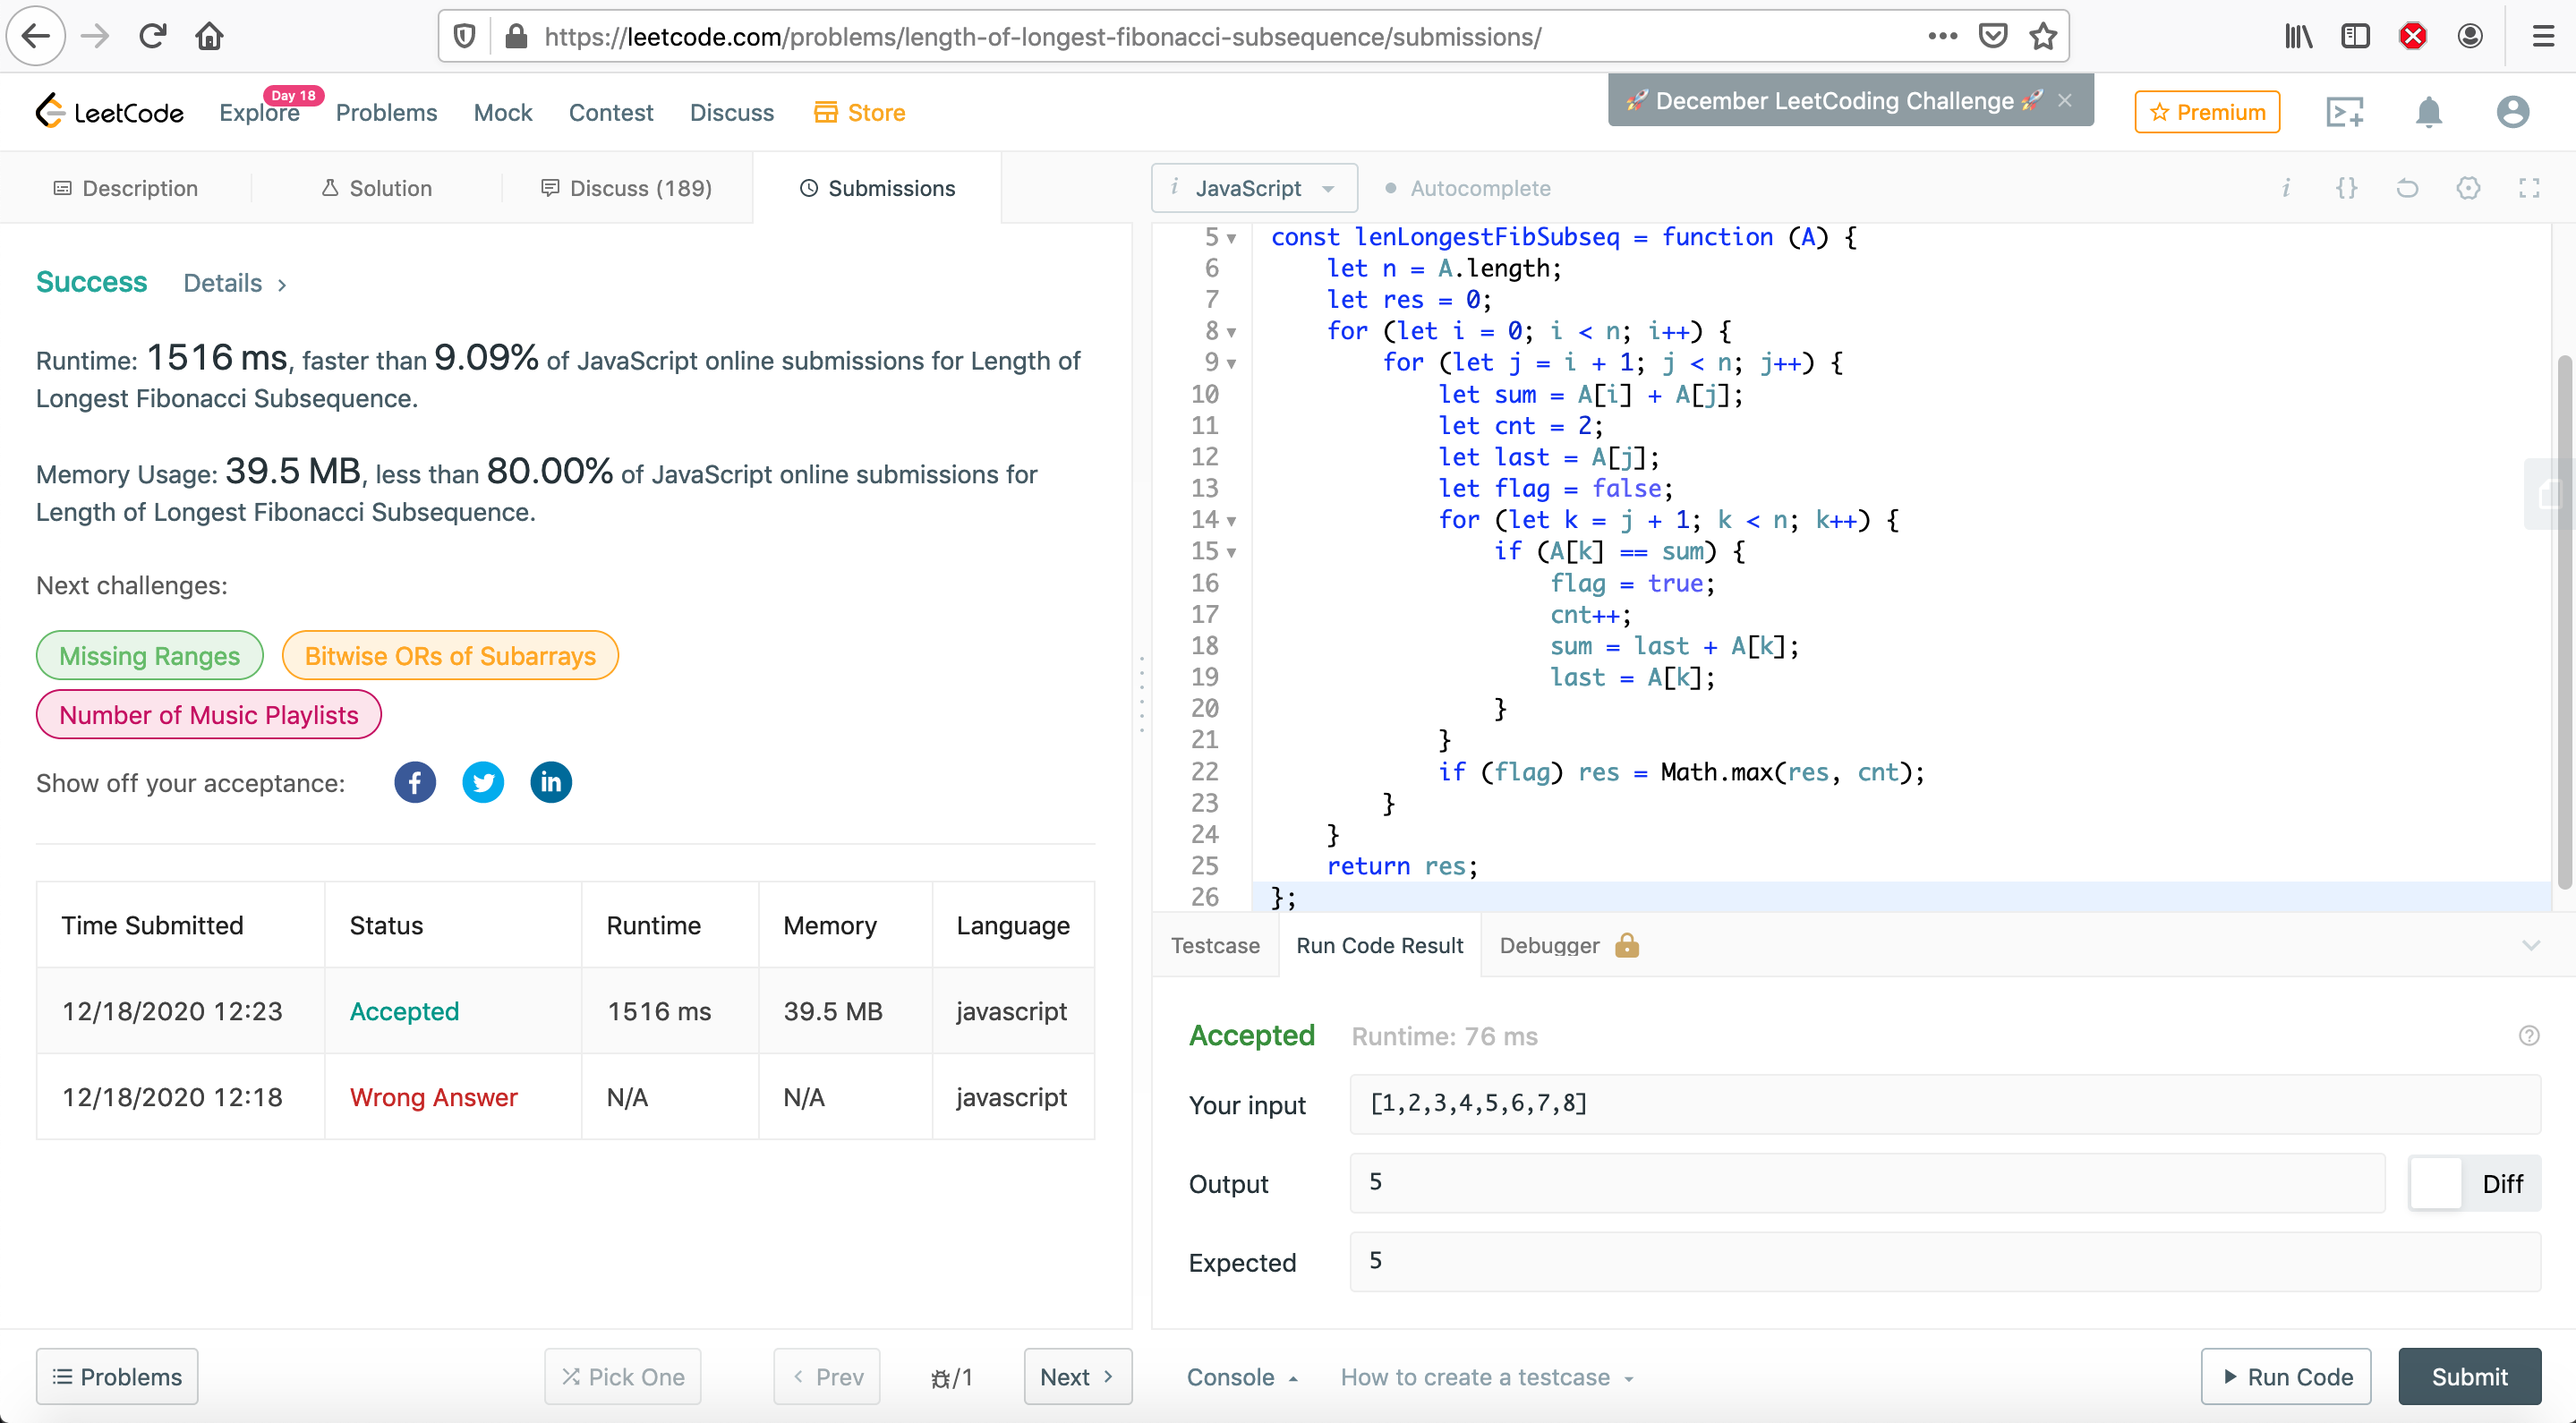 https://leetcode.com/problems/length-of-longest-fibonacci-subsequence/submissions/
LeetCode
Explore
Day 18
Problems
Mock
Contest
Discuss
Store
🚀 December LeetCoding Challenge 🚀 ×
Premium
Description
Solution
Discuss (189)
Submissions
i JavaScript
Autocomplete
i {}
Success Details >
Runtime: 1516 ms, faster than 9.09% of JavaScript online submissions for Length of
Longest Fibonacci Subsequence.
Memory Usage: 39.5 MB, less than 80.00% of JavaScript online submissions for
Length of Longest Fibonacci Subsequence.
Next challenges:
Missing Ranges
Bitwise ORs of Subarrays
Number of Music Playlists
Show off your acceptance: f in
Time Submitted Status Runtime Memory Language
12/18/2020 12:23 Accepted 1516 ms 39.5 MB javascript
12/18/2020 12:18 Wrong Answer N/A N/A javascript
5 const lenLongestFibSubseq = function (A) {
6 let n = A.length;
7 let res = 0;
8 for (let i = 0; i < n; i++) {
9 for (let j = i + 1; j < n; j++) {
10 let sum = A[i] + A[j];
11 let cnt = 2;
12 let last = A[j];
13 let flag = false;
14 for (let k = j + 1; k < n; k++) {
15 if (A[k] == sum) {
16 flag = true;
17 cnt++;
18 sum = last + A[k];
19 last = A[k];
20 }
21 }
22 if (flag) res = Math.max(res, cnt);
23 }
24 }
25 return res;
26 };
Testcase
Run Code Result
Debugger
Accepted Runtime: 76 ms
Your input [1,2,3,4,5,6,7,8]
Output 5 Diff
Expected 5
Problems
Pick One
< Prev
/1
Next >
Console
How to create a testcase
Run Code
Submit